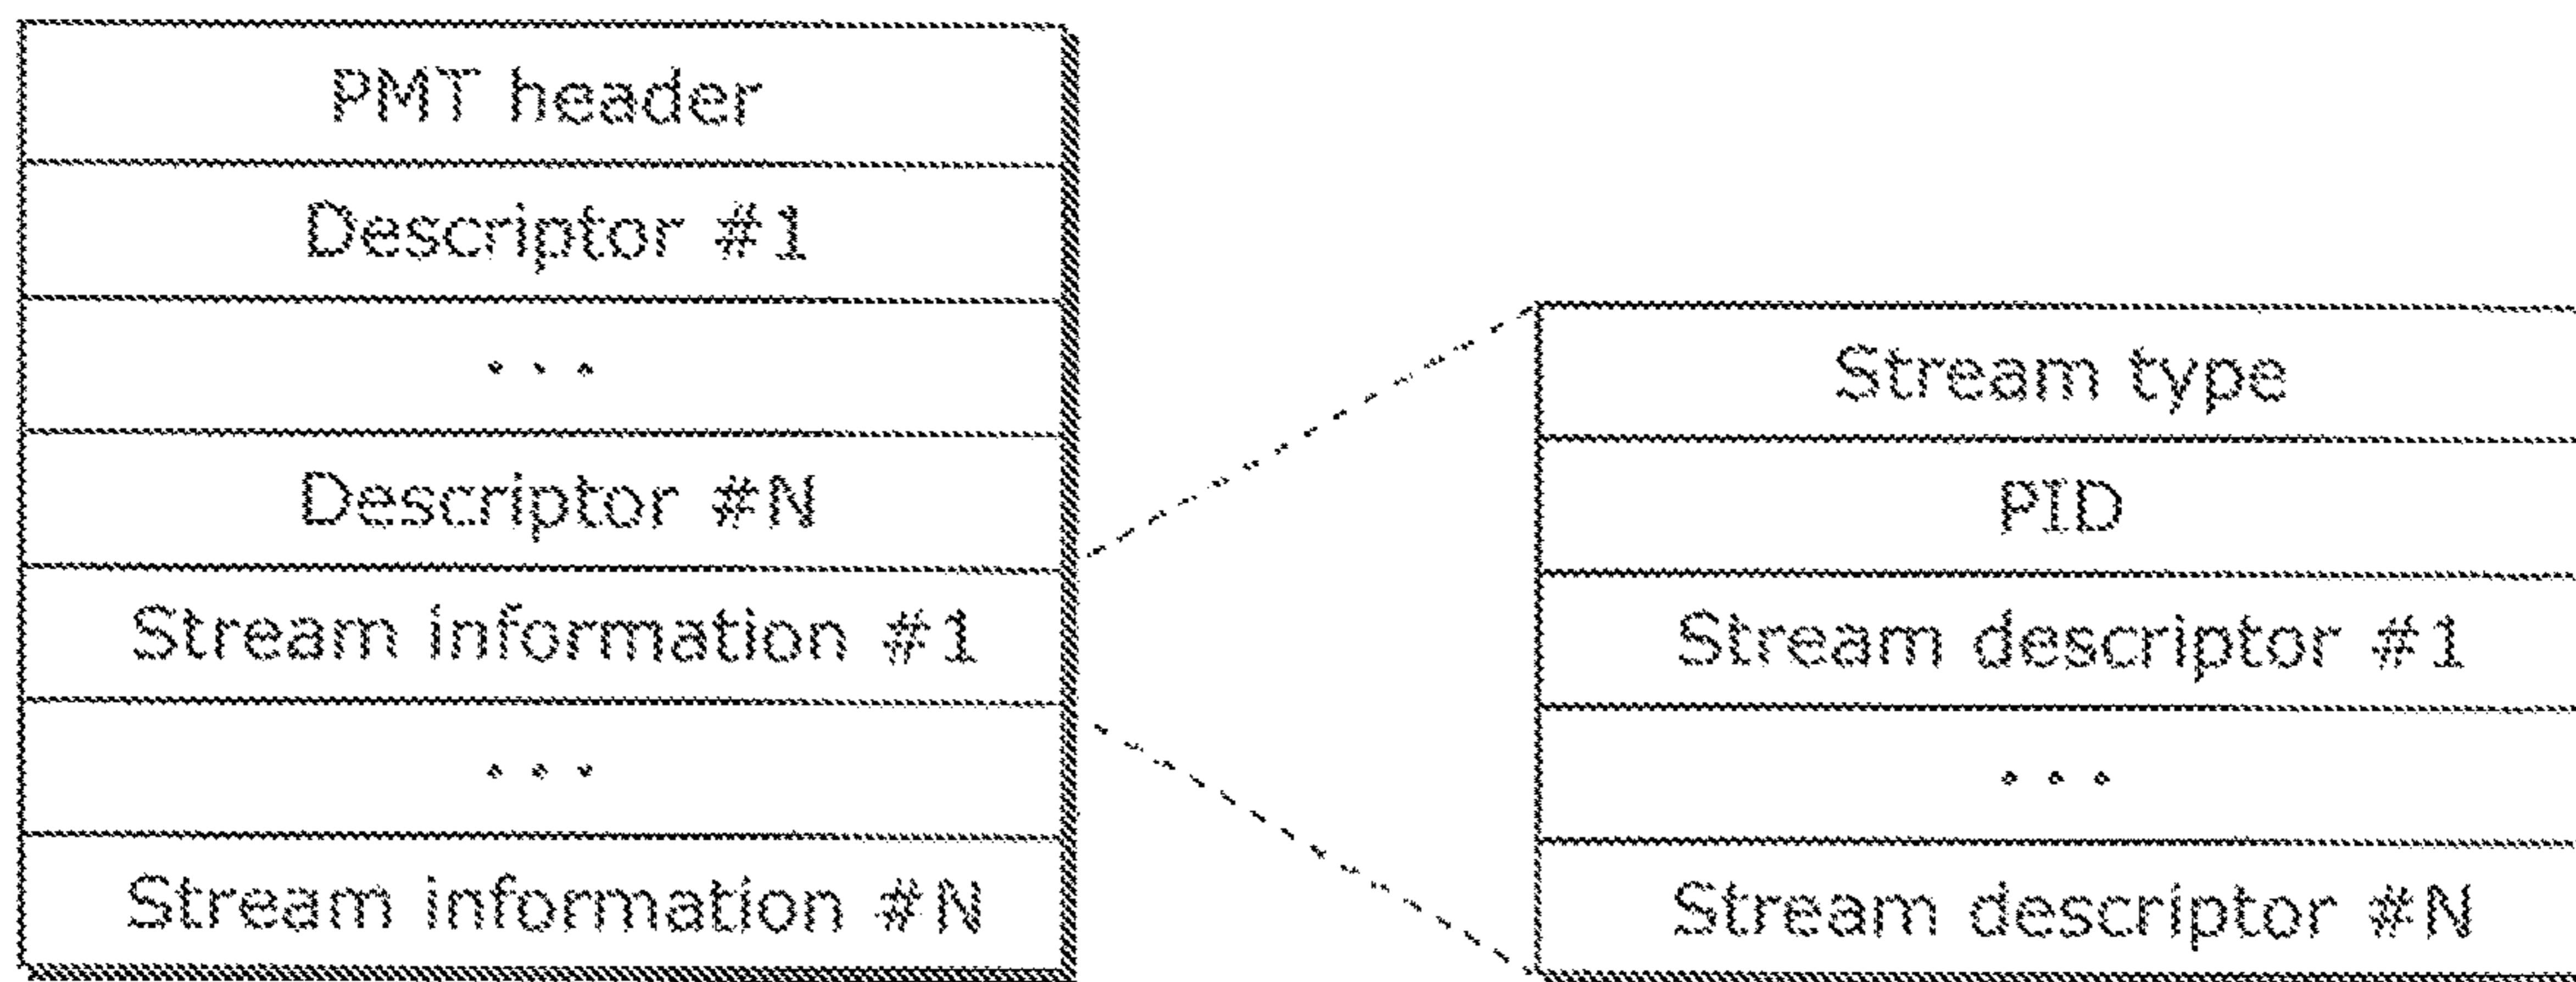 PMT header
Descriptor #1
...
Descriptor #N
Stream information #1
...
Stream information #N
Stream type
PID
Stream descriptor #1
...
Stream descriptor #N